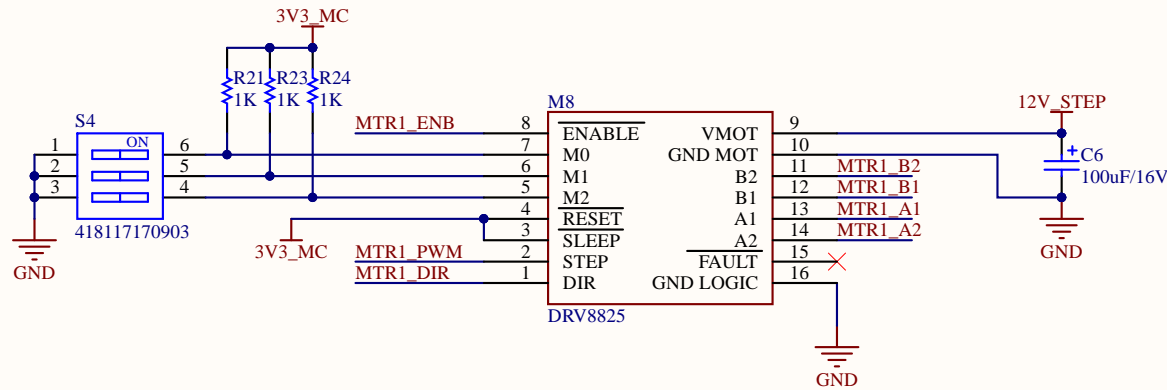 3V3_MC
R21
1K
R23
1K
R24
1K
S4
ON
1
2
3
6
5
4
418117170903
GND
MTR1_ENB
3V3_MC
MTR1_PWM
MTR1_DIR
M8
8
7
6
5
4
3
2
1
ENABLE
M0
M1
M2
RESET
SLEEP
STEP
DIR
VMOT
GND MOT
B2
B1
A1
A2
FAULT
GND LOGIC
9
10
11
12
13
14
15
16
DRV8825
MTR1_B2
MTR1_B1
MTR1_A1
MTR1_A2
GND
12V_STEP
+
C6
100uF/16V
GND